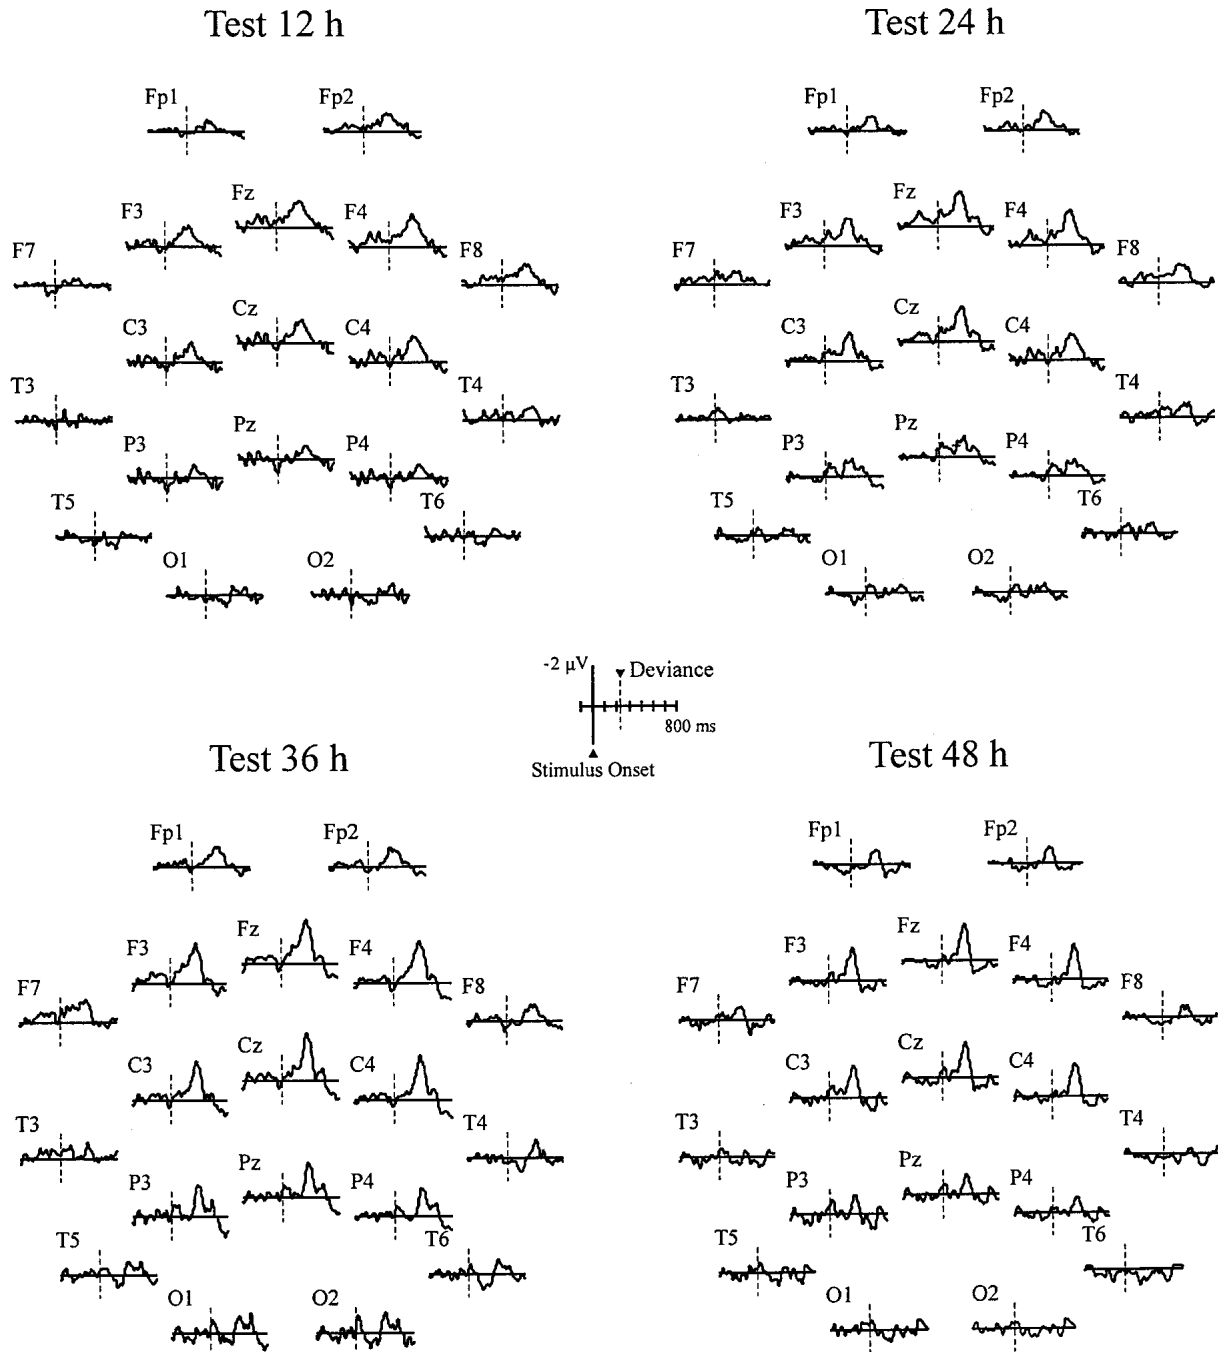 Test 12 h
Fp1 Fp2
Fz
F3 F4
F7 F8
Cz
C3 C4
T3 T4
Pz
P3 P4
T5 T6
O1 O2
Test 24 h
Fp1 Fp2
Fz
F3 F4
F7 F8
Cz
C3 C4
T3 T4
Pz
P3 P4
T5 T6
O1 O2
-2 µV
Deviance
800 ms
Stimulus Onset
Test 36 h
Fp1 Fp2
Fz
F3 F4
F7 F8
Cz
C3 C4
T3 T4
Pz
P3 P4
T5 T6
O1 O2
Test 48 h
Fp1 Fp2
Fz
F3 F4
F7 F8
Cz
C3 C4
T3 T4
Pz
P3 P4
T5 T6
O1 O2